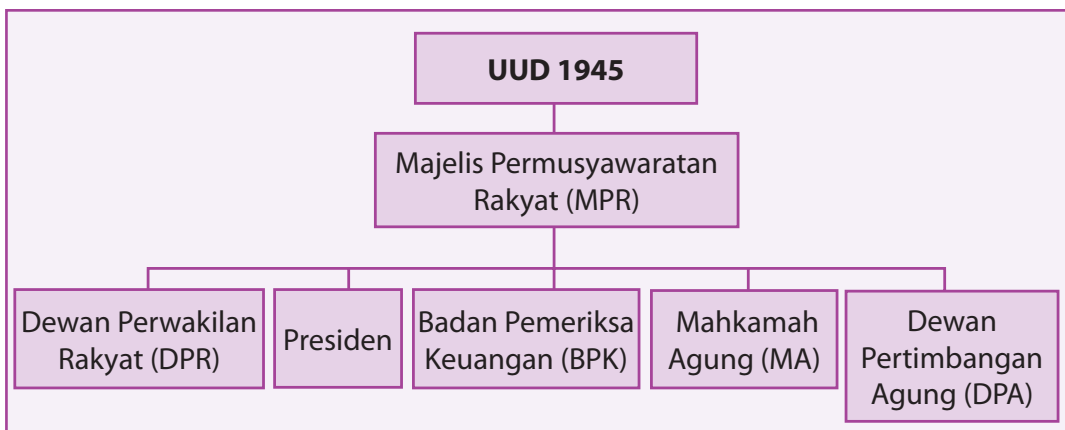 UUD 1945
Majelis Permusyawaratan
Rakyat (MPR)
Dewan Perwakilan
Rakyat (DPR)
Presiden
Badan Pemeriksa
Keuangan (BPK)
Mahkamah
Agung (MA)
Dewan
Pertimbangan
Agung (DPA)